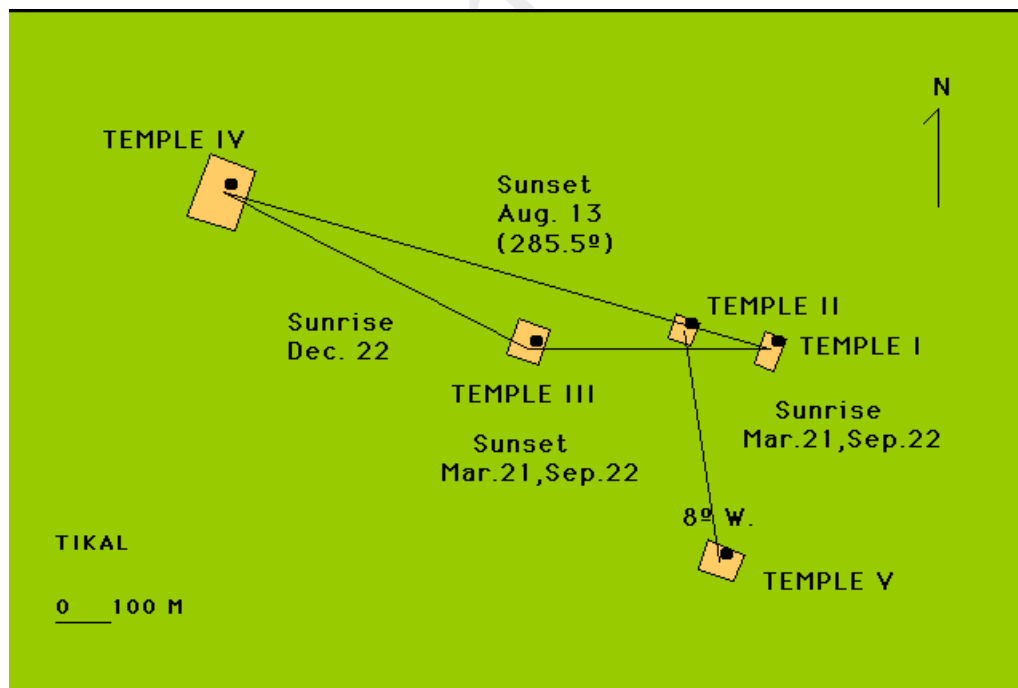 N
TEMPLE IV
Sunset
Aug. 13
(285.5º)
TEMPLE II
Sunrise
Dec. 22
TEMPLE I
TEMPLE III
Sunrise
Mar.21,Sep.22
Sunset
Mar.21,Sep.22
8º W.
TIKAL
TEMPLE V
0 100 M